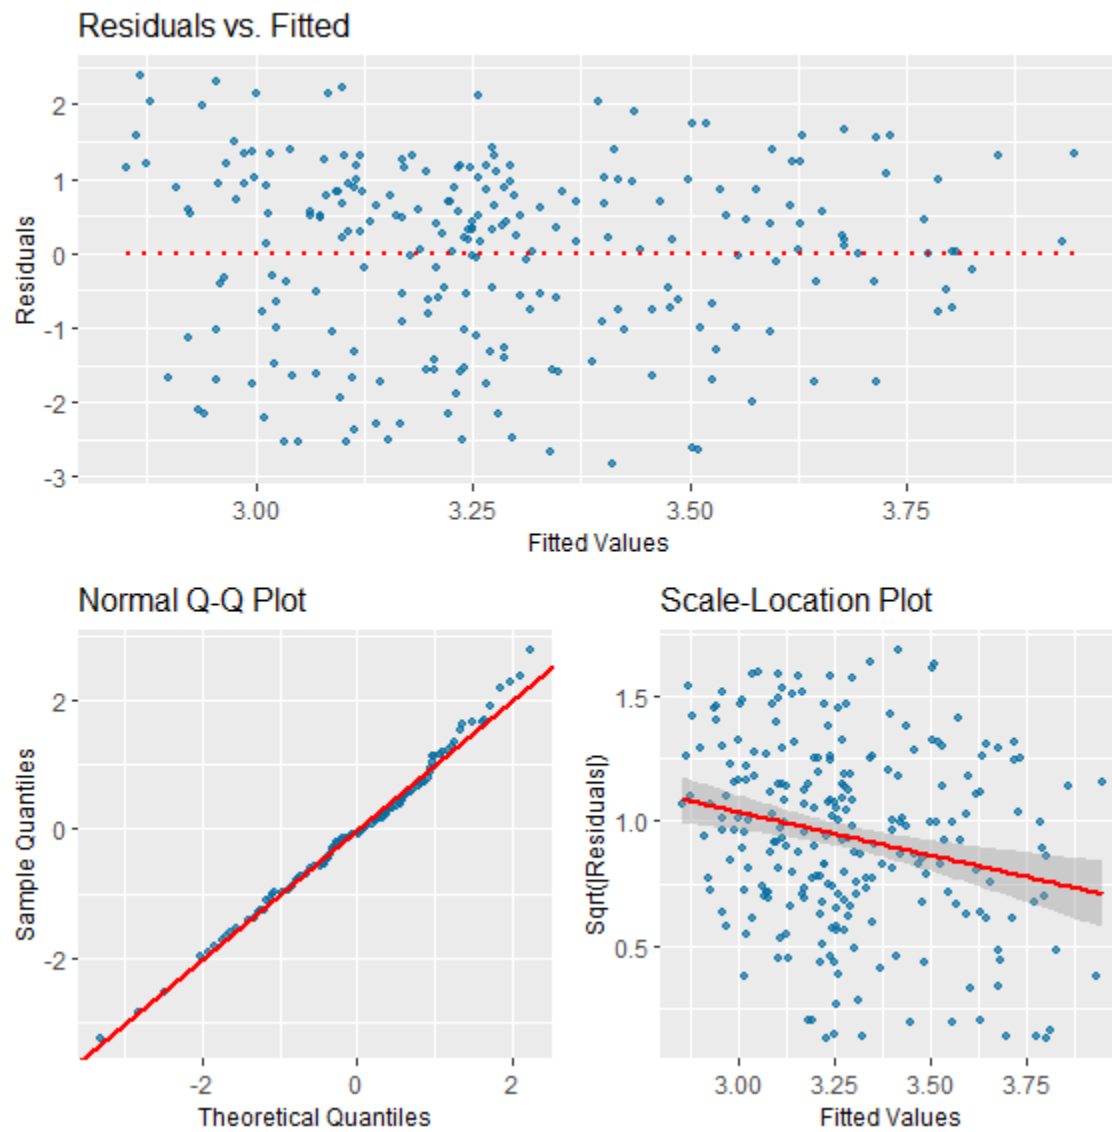 Residuals vs. Fitted
2
1
0
-1
-2
-3
Residuals
3.00 3.25 3.50 3.75
Fitted Values
Normal Q-Q Plot
2
0
-2
Sample Quantiles
-2 0 2
Theoretical Quantiles
Scale-Location Plot
1.5
1.0
0.5
Sqrt(|Residuals|)
3.00 3.25 3.50 3.75
Fitted Values